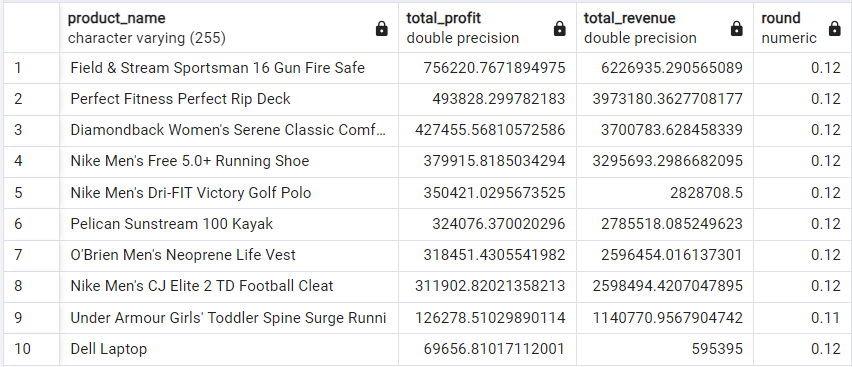 product_name total_profit total_revenue round
character varying (255) double precision double precision numeric
1 Field & Stream Sportsman 16 Gun Fire Safe 756220.7671894975 6226935.290565089 0.12
2 Perfect Fitness Perfect Rip Deck 493828.299782183 3973180.3627708177 0.12
3 Diamondback Women's Serene Classic Comf... 427455.56810572586 3700783.628458339 0.12
4 Nike Men's Free 5.0+ Running Shoe 379915.8185034294 3295693.2986682095 0.12
5 Nike Men's Dri-FIT Victory Golf Polo 350421.0295673525 2828708.5 0.12
6 Pelican Sunstream 100 Kayak 324076.370020296 2785518.085249623 0.12
7 O'Brien Men's Neoprene Life Vest 318451.4305541982 2596454.016137301 0.12
8 Nike Men's CJ Elite 2 TD Football Cleat 311902.82021358213 2598494.4207047895 0.12
9 Under Armour Girls' Toddler Spine Surge Runni 126278.51029890114 1140770.9567904742 0.11
10 Dell Laptop 69656.81017112001 595395 0.12